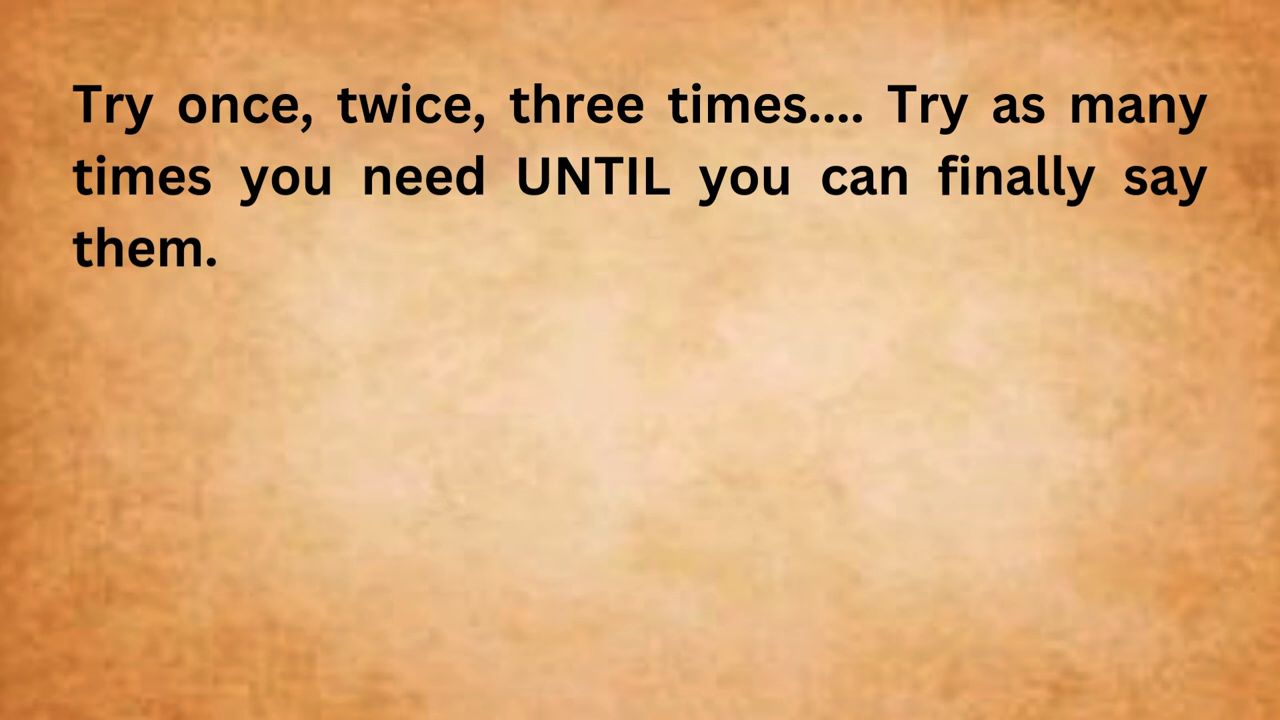 Try once, twice, three times.... Try as many
times you need UNTIL you can finally say
them.